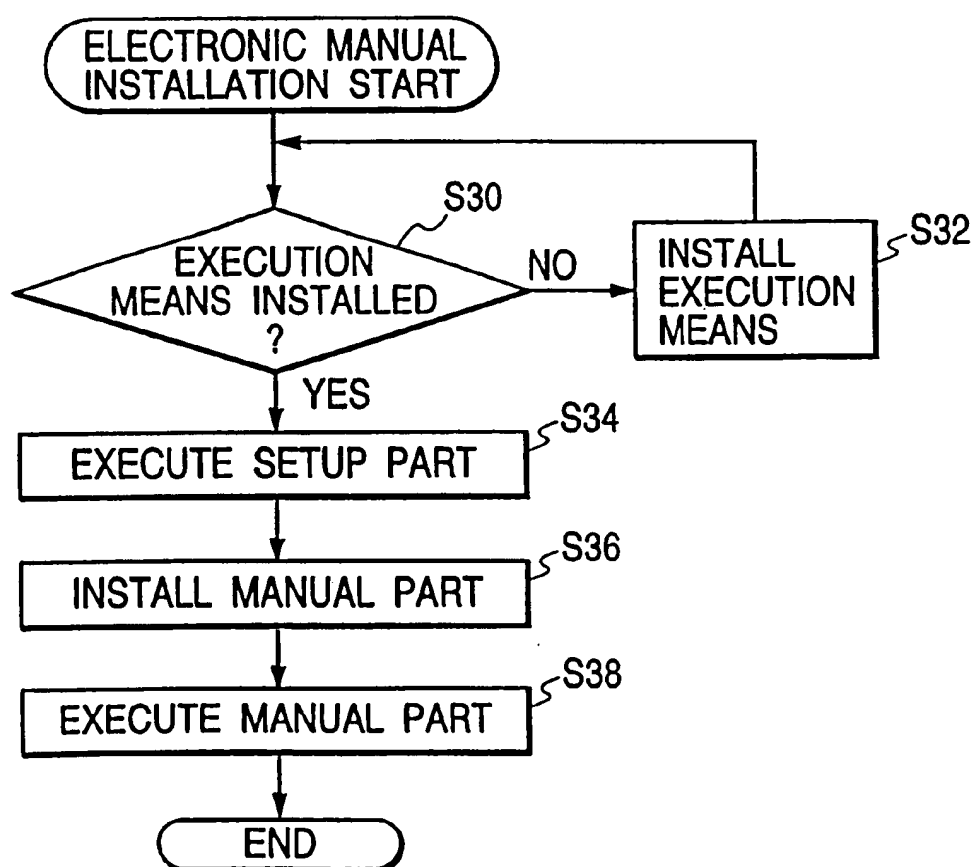 ELECTRONIC MANUAL
INSTALLATION START
S30
EXECUTION
MEANS INSTALLED
?
NO
S32
INSTALL
EXECUTION
MEANS
YES
S34
EXECUTE SETUP PART
S36
INSTALL MANUAL PART
S38
EXECUTE MANUAL PART
END